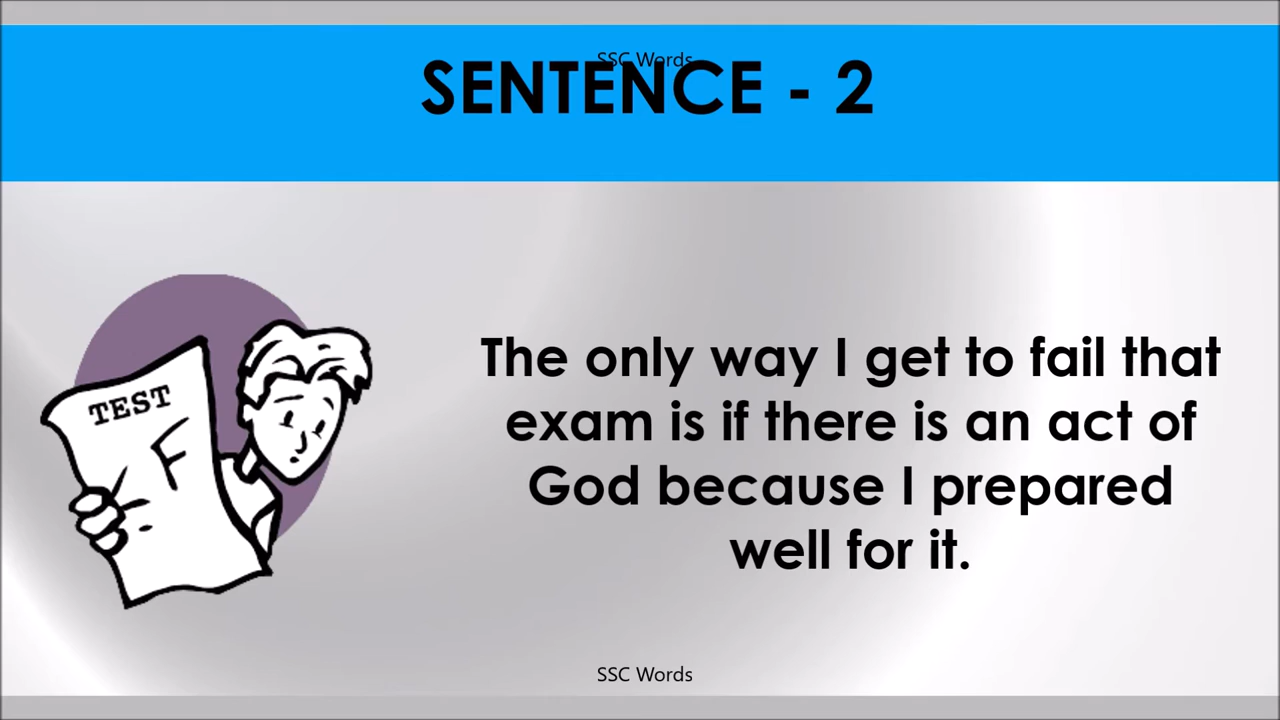 SSC Words
SENTENCE - 2
TEST
F
The only way I get to fail that
exam is if there is an act of
God because I prepared
well for it.
SSC Words